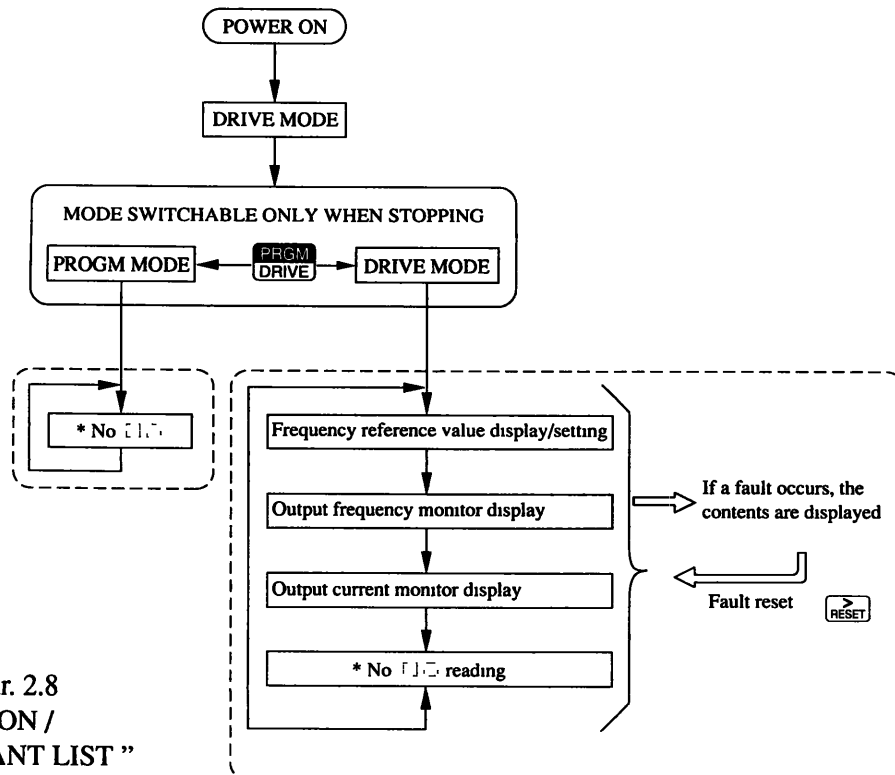 POWER ON
DRIVE MODE
MODE SWITCHABLE ONLY WHEN STOPPING
PROGM MODE
PRGM
DRIVE
DRIVE MODE
* No
Frequency reference value display/setting
Output frequency monitor display
Output current monitor display
* No reading
If a fault occurs, the
contents are displayed
Fault reset
>
RESET
r. 2.8
ON /
ANT LIST ”